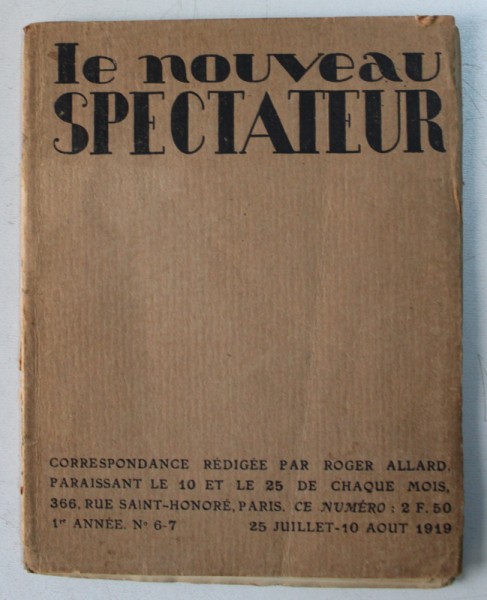 le nouveau
SPECTATEUR
CORRESPONDANCE RÉDIGÉE PAR ROGER ALLARD,
PARAISSANT LE 10 ET LE 25 DE CHAQUE MOIS,
366, RUE SAINT-HONORÉ, PARIS. CE NUMÉRO : 2 F. 50
1re ANNÉE. No 6-7 25 JUILLET-10 AOUT 1919